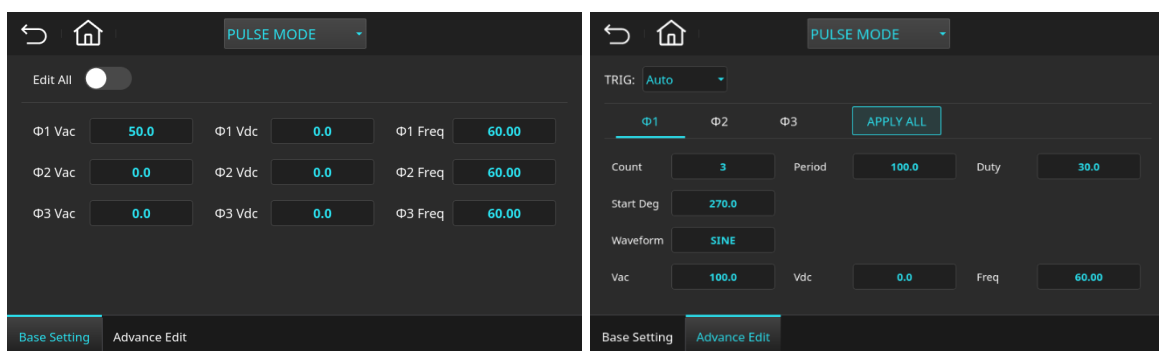 PULSE MODE
Edit All
Φ1 Vac 50.0 Φ1 Vdc 0.0 Φ1 Freq 60.00
Φ2 Vac 0.0 Φ2 Vdc 0.0 Φ2 Freq 60.00
Φ3 Vac 0.0 Φ3 Vdc 0.0 Φ3 Freq 60.00
Base Setting Advance Edit
PULSE MODE
TRIG: Auto
Φ1 Φ2 Φ3 APPLY ALL
Count 3 Period 100.0 Duty 30.0
Start Deg 270.0
Waveform SINE
Vac 100.0 Vdc 0.0 Freq 60.00
Base Setting Advance Edit